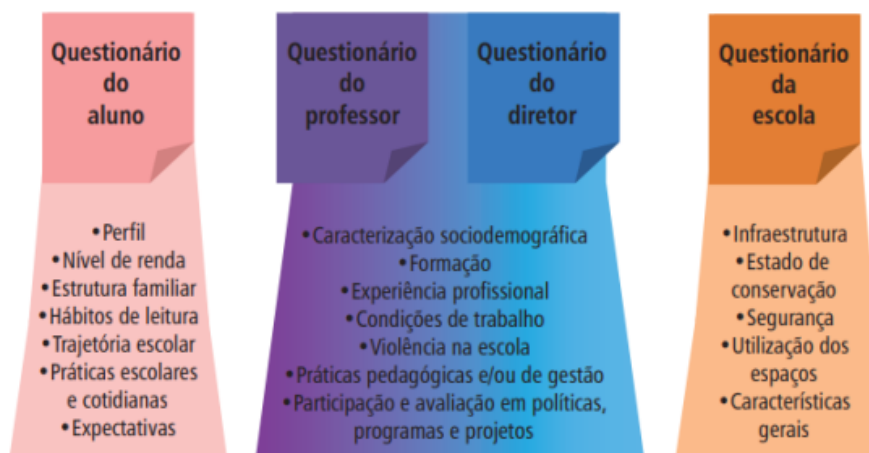 Questionário
do
aluno
•Perfil
•Nível de renda
•Estrutura familiar
•Hábitos de leitura
•Trajetória escolar
•Práticas escolares
e cotidianas
•Expectativas
Questionário
do
professor
Questionário
do
diretor
•Caracterização sociodemográfica
•Formação
•Experiência profissional
•Condições de trabalho
•Violência na escola
•Práticas pedagógicas e/ou de gestão
•Participação e avaliação em políticas,
programas e projetos
Questionário
da
escola
•Infraestrutura
•Estado de
conservação
•Segurança
•Utilização dos
espaços
•Características
gerais